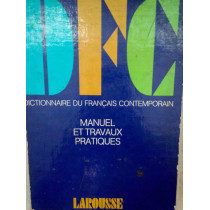 DFC
DICTIONNAIRE DU FRANÇAIS CONTEMPORAIN
MANUEL
ET TRAVAUX
PRATIQUES
LAROUSSE